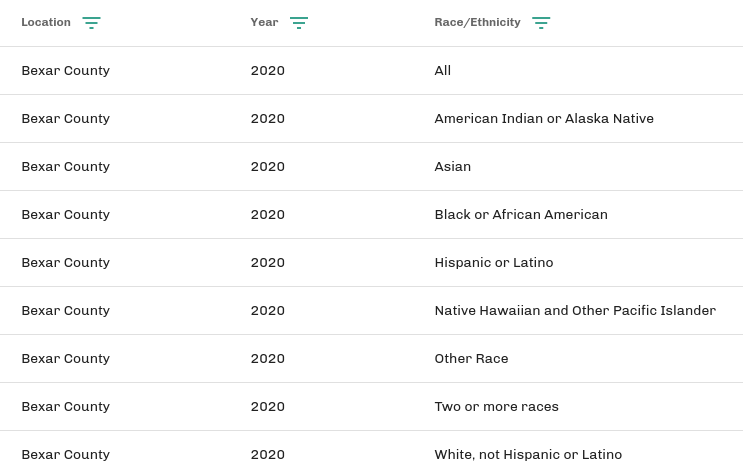 Location Year Race/Ethnicity
Bexar County 2020 All
Bexar County 2020 American Indian or Alaska Native
Bexar County 2020 Asian
Bexar County 2020 Black or African American
Bexar County 2020 Hispanic or Latino
Bexar County 2020 Native Hawaiian and Other Pacific Islander
Bexar County 2020 Other Race
Bexar County 2020 Two or more races
Bexar County 2020 White, not Hispanic or Latino